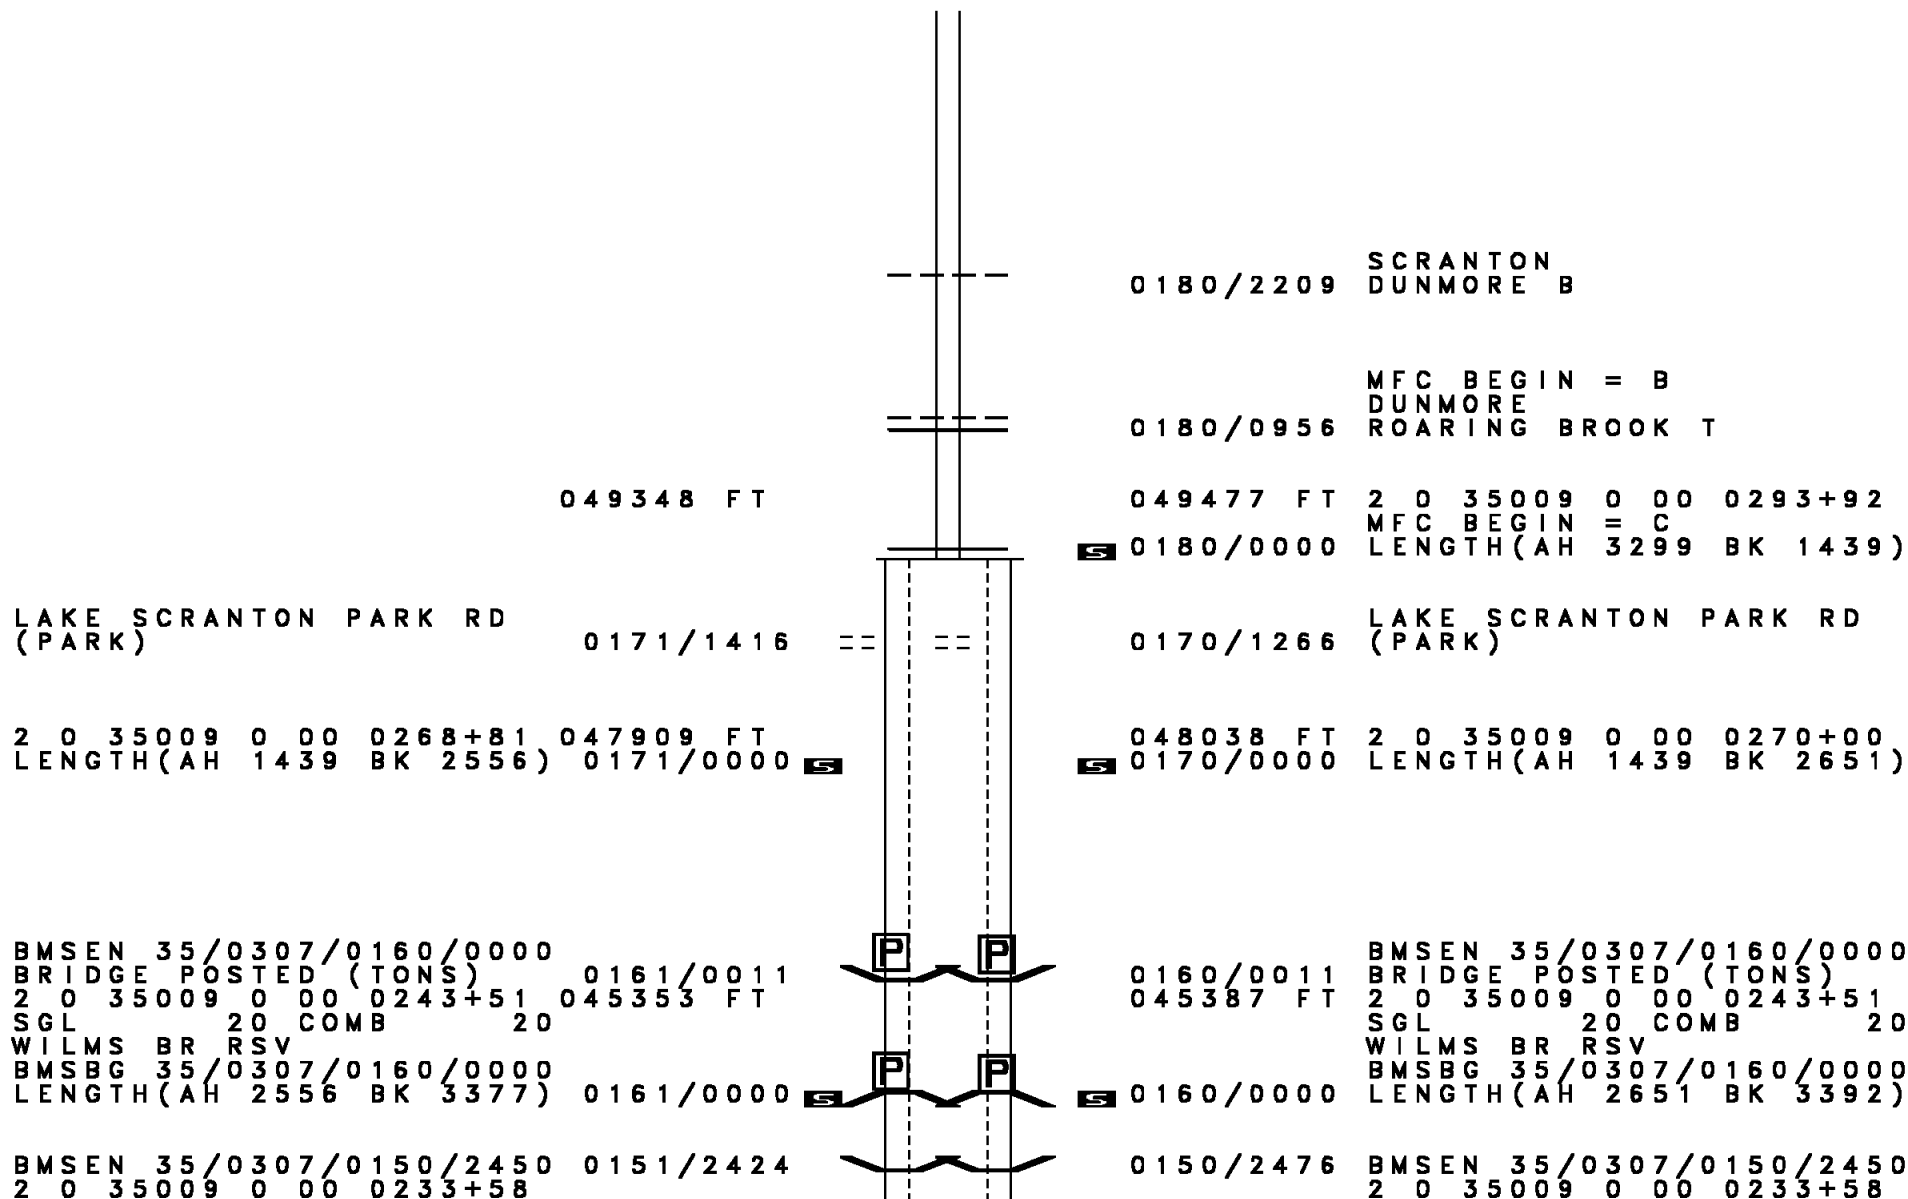 SCRANTON
0180/2209 DUNMORE B
MFC BEGIN = B
DUNMORE
0180/0956 ROARING BROOK T
049348 FT 049477 FT 2 0 35009 0 00 0293+92
MFC BEGIN = C
S 0180/0000 LENGTH(AH 3299 BK 1439)
LAKE SCRANTON PARK RD LAKE SCRANTON PARK RD
(PARK) 0171/1416 0170/1266 (PARK)
2 0 35009 0 00 0268+81 047909 FT 048038 FT 2 0 35009 0 00 0270+00
LENGTH(AH 1439 BK 2556) 0171/0000 S S 0170/0000 LENGTH(AH 1439 BK 2651)
BMSEN 35/0307/0160/0000 P P BMSEN 35/0307/0160/0000
BRIDGE POSTED (TONS) 0161/0011 0160/0011 BRIDGE POSTED (TONS)
2 0 35009 0 00 0243+51 045353 FT 045387 FT 2 0 35009 0 00 0243+51
SGL 20 COMB 20 SGL 20 COMB 20
WILMS BR RSV WILMS BR RSV
BMSBG 35/0307/0160/0000 P P BMSBG 35/0307/0160/0000
LENGTH(AH 2556 BK 3377) 0161/0000 S S 0160/0000 LENGTH(AH 2651 BK 3392)
BMSEN 35/0307/0150/2450 0151/2424 0150/2476 BMSEN 35/0307/0150/2450
2 0 35009 0 00 0233+58 2 0 35009 0 00 0233+58